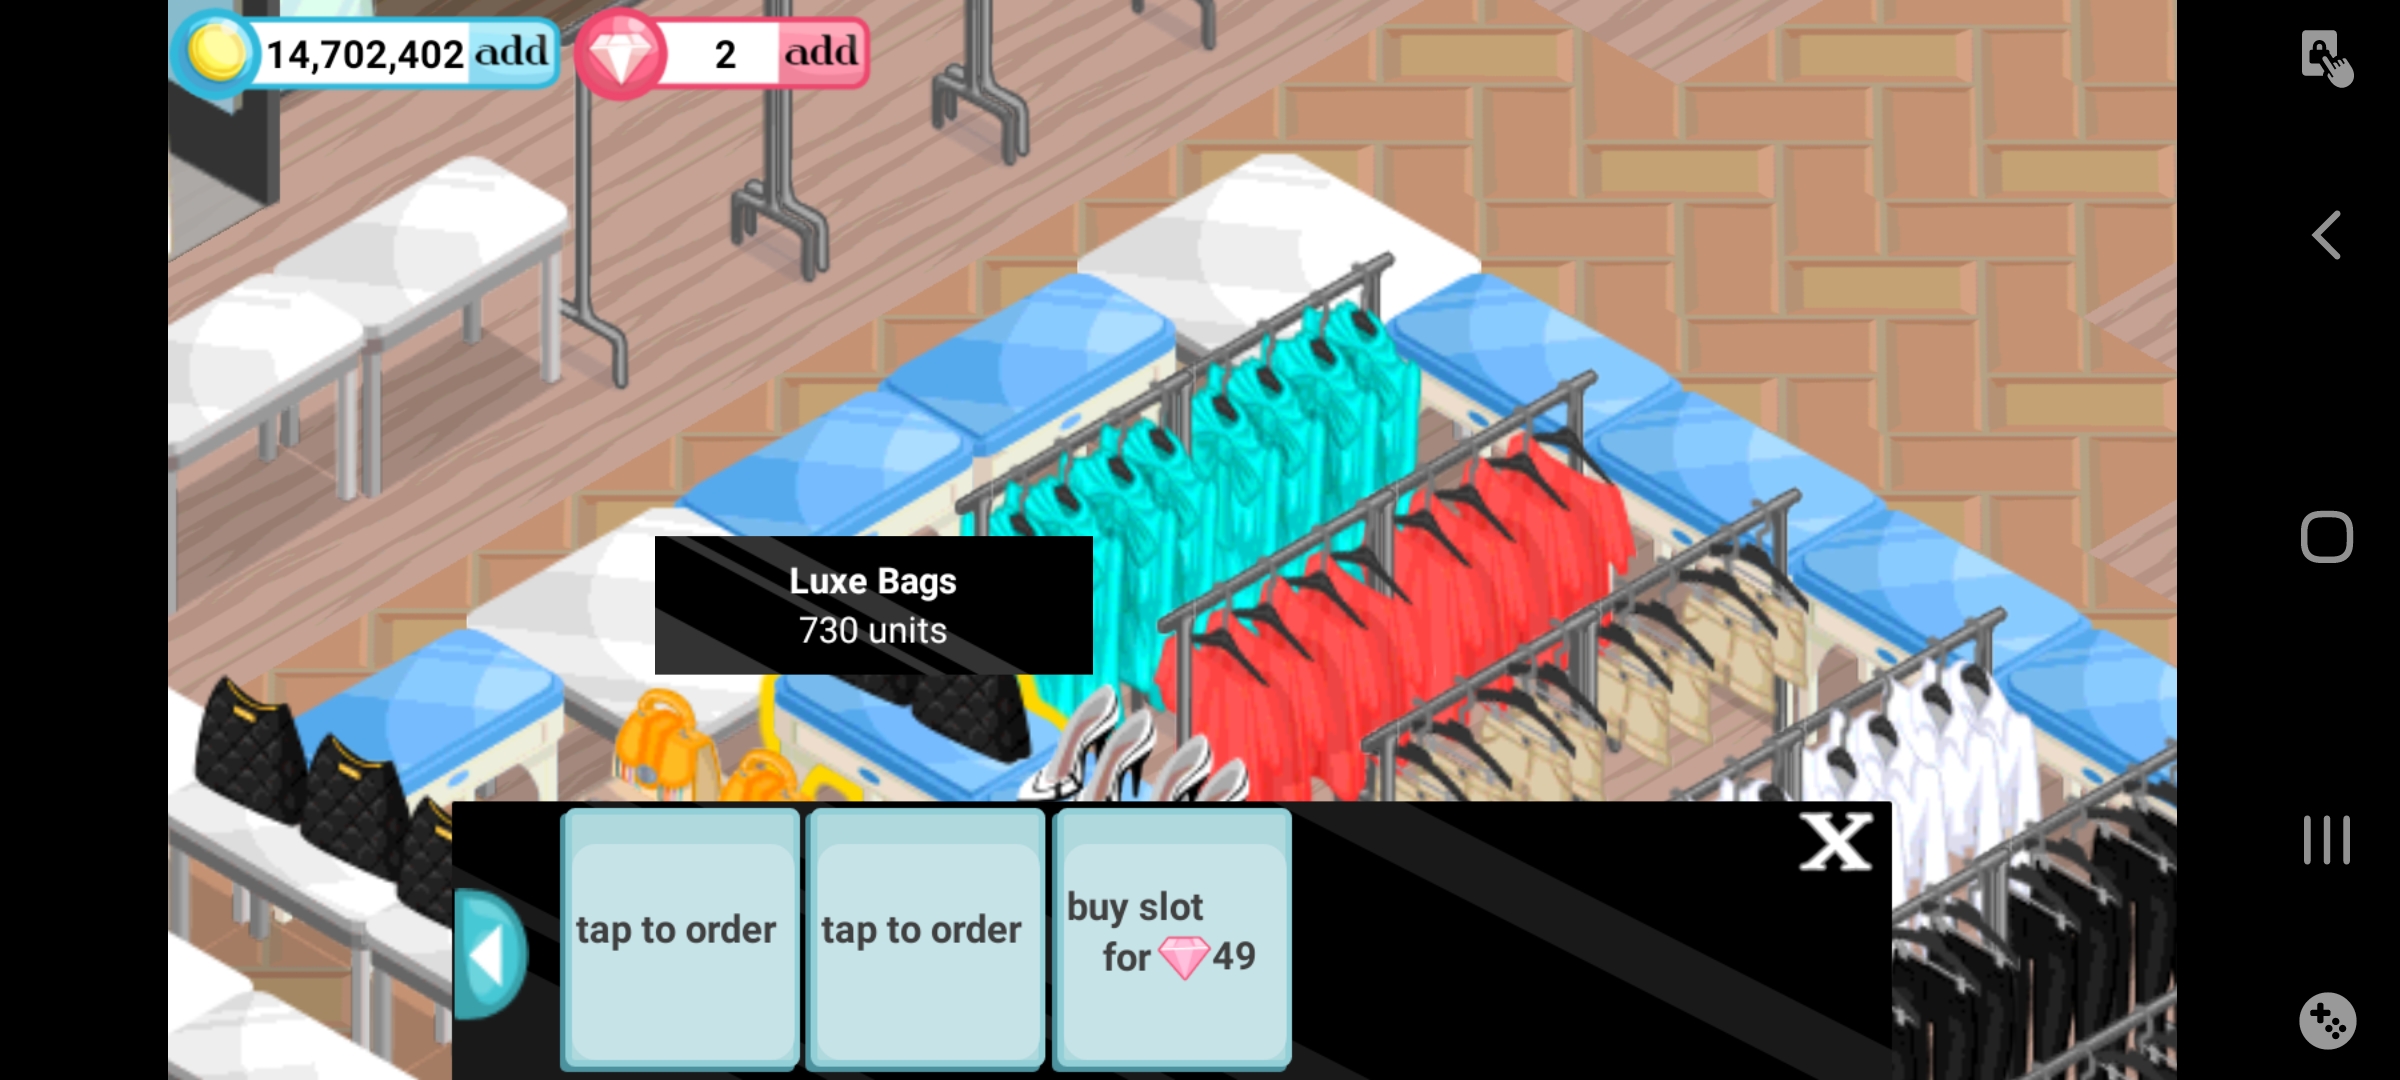 14,702,402 add 2 add
Luxe Bags
730 units
tap to order
tap to order
buy slot
for 49
X